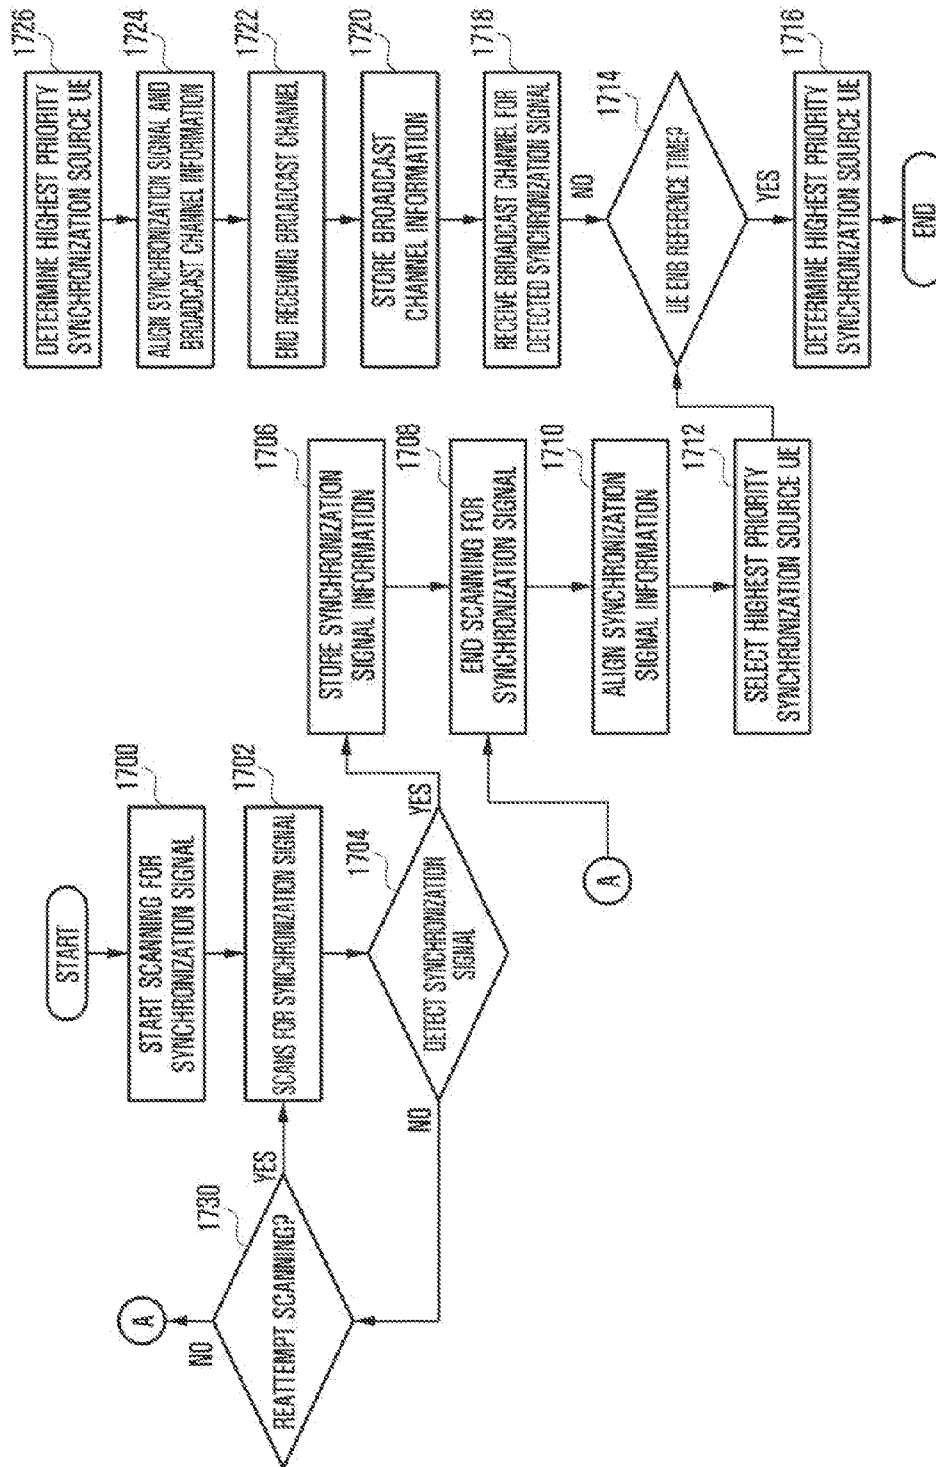 START
1700
START SCANNING FOR
SYNCHRONIZATION SIGNAL
1702
SCANS FOR SYNCHRONIZATION SIGNAL
1704
DETECT SYNCHRONIZATION
SIGNAL
YES
NO
1730
REATTEMPT SCANNING?
YES
NO
A
1706
STORE SYNCHRONIZATION
SIGNAL INFORMATION
1708
END SCANNING FOR
SYNCHRONIZATION SIGNAL
A
1710
ALIGN SYNCHRONIZATION
SIGNAL INFORMATION
1712
SELECT HIGHEST PRIORITY
SYNCHRONIZATION SOURCE UE
1726
DETERMINE HIGHEST PRIORITY
SYNCHRONIZATION SOURCE UE
1724
ALIGN SYNCHRONIZATION SIGNAL AND
BROADCAST CHANNEL INFORMATION
1722
END RECEIVING BROADCAST CHANNEL
1720
STORE BROADCAST
CHANNEL INFORMATION
1718
RECEIVE BROADCAST CHANNEL FOR
DETECTED SYNCHRONIZATION SIGNAL
NO
1714
UE ENB REFERENCE TIME?
YES
1716
DETERMINE HIGHEST PRIORITY
SYNCHRONIZATION SOURCE UE
END